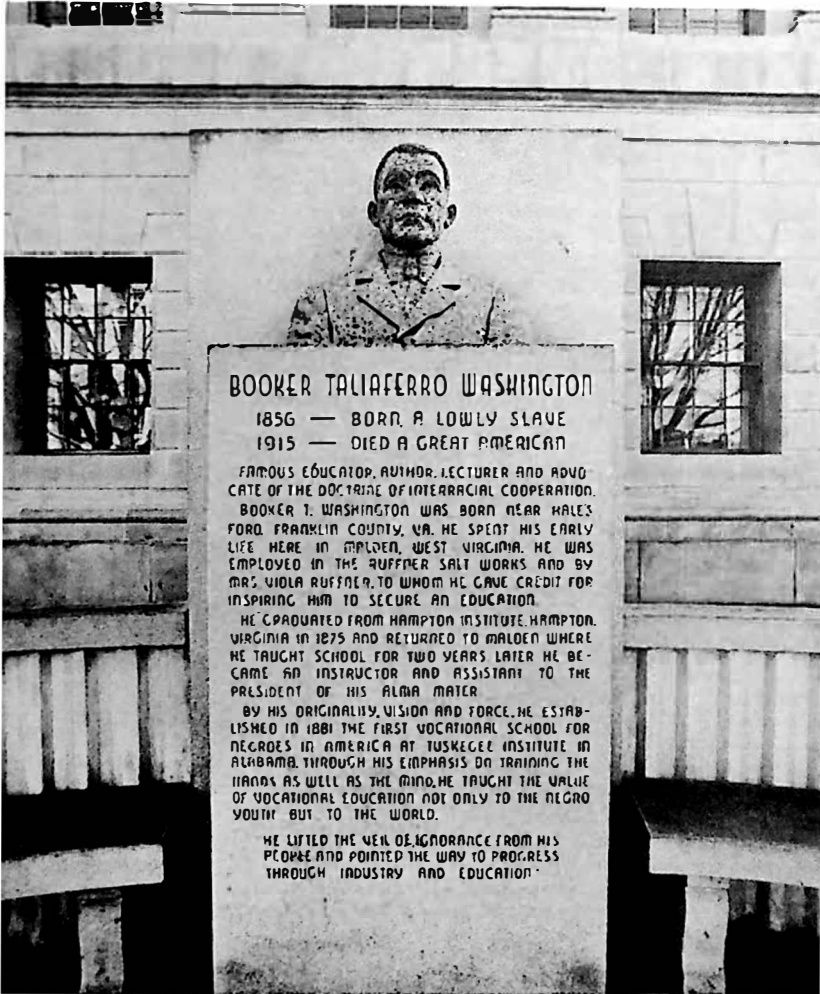 BOOKER TALIAFERRO WASHINGTON
1856 — BORN A LOWLY SLAVE
1915 — DIED A GREAT AMERICAN
FAMOUS EDUCATOR, AUTHOR, LECTURER AND ADVO
CATE OF THE DOCTRINE OF INTERRACIAL COOPERATION.
BOOKER T. WASHINGTON WAS BORN NEAR HALE'S
FORD, FRANKLIN COUNTY, VA. HE SPENT HIS EARLY
LIFE HERE IN MALDEN, WEST VIRGINIA. HE WAS
EMPLOYED IN THE RUFFNER SALT WORKS AND BY
MRS. VIOLA RUFFNER, TO WHOM HE GAVE CREDIT FOR
INSPIRING HIM TO SECURE AN EDUCATION
HE GRADUATED FROM HAMPTON INSTITUTE, HAMPTON,
VIRGINIA IN 1875 AND RETURNED TO MALDEN WHERE
HE TAUGHT SCHOOL FOR TWO YEARS LATER HE BE-
CAME AN INSTRUCTOR AND ASSISTANT TO THE
PRESIDENT OF HIS ALMA MATER
BY HIS ORIGINALITY, VISION AND FORCE, HE ESTAB-
LISHED IN 1881 THE FIRST VOCATIONAL SCHOOL FOR
NEGROES IN AMERICA AT TUSKEGEE INSTITUTE IN
ALABAMA. THROUGH HIS EMPHASIS ON TRAINING THE
HANDS AS WELL AS THE MIND, HE TAUGHT THE VALUE
OF VOCATIONAL EDUCATION NOT ONLY TO THE NEGRO
YOUTH BUT TO THE WORLD.
HE LIFTED THE VEIL OF IGNORANCE FROM HIS
PEOPLE AND POINTED THE WAY TO PROGRESS
THROUGH INDUSTRY AND EDUCATION"